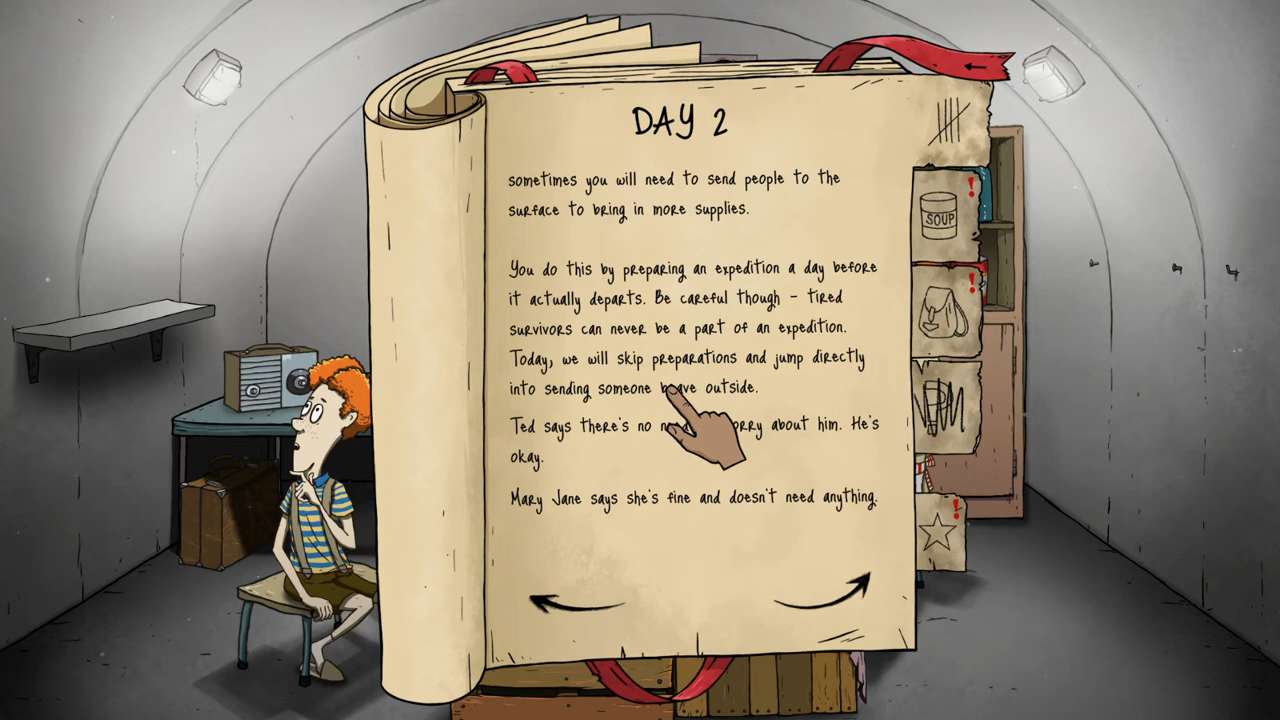 DAY 2
sometimes you will need to send people to the
surface to bring in more supplies.
You do this by preparing an expedition a day before
it actually departs. Be careful though - tired
survivors can never be a part of an expedition.
Today, we will skip preparations and jump directly
into sending someone brave outside.
Ted says there's no about him. He's
okay.
Mary Jane says she's fine and doesn't need anything.
SOUP